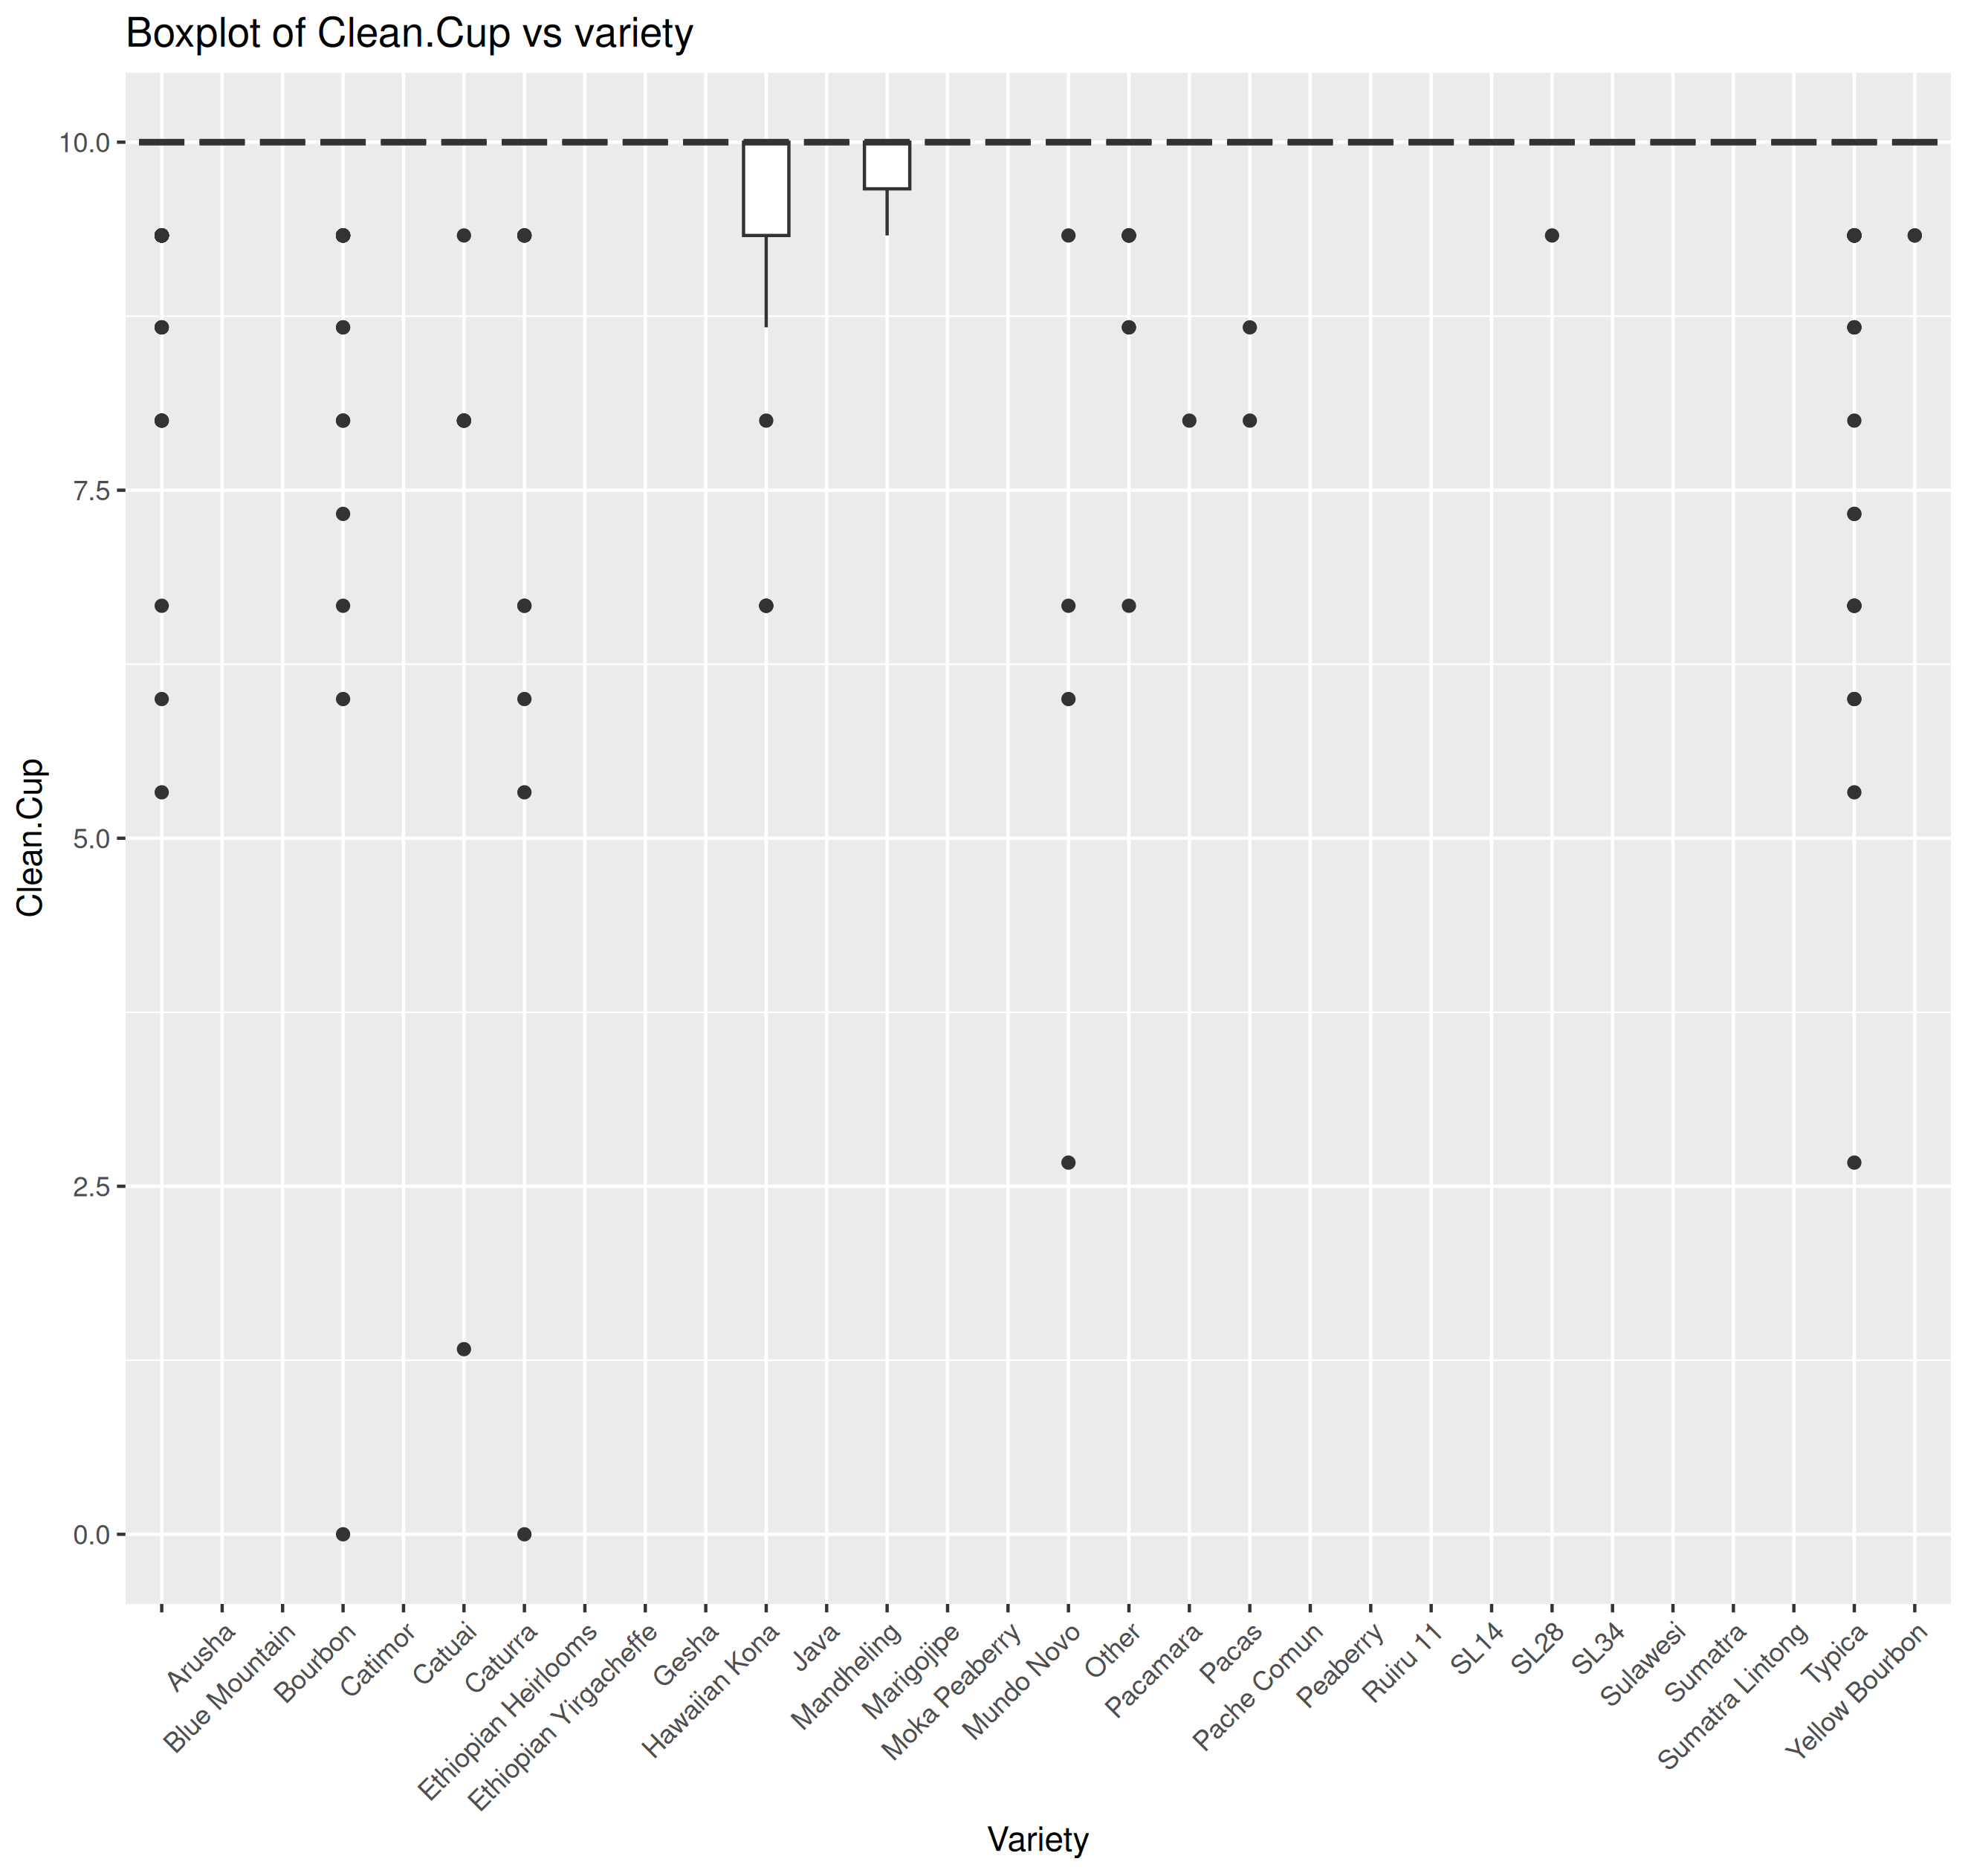 Boxplot of Clean.Cup vs variety
Clean.Cup
10.0
7.5
5.0
2.5
0.0
Arusha
Blue Mountain
Bourbon
Catimor
Catuai
Caturra
Ethiopian Heirlooms
Ethiopian Yirgacheffe
Gesha
Hawaiian Kona
Java
Mandheling
Marigojipe
Moka Peaberry
Mundo Novo
Other
Pacamara
Pacas
Pache Comun
Peaberry
Ruiru 11
SL14
SL28
SL34
Sulawesi
Sumatra
Sumatra Lintong
Typica
Yellow Bourbon
Variety